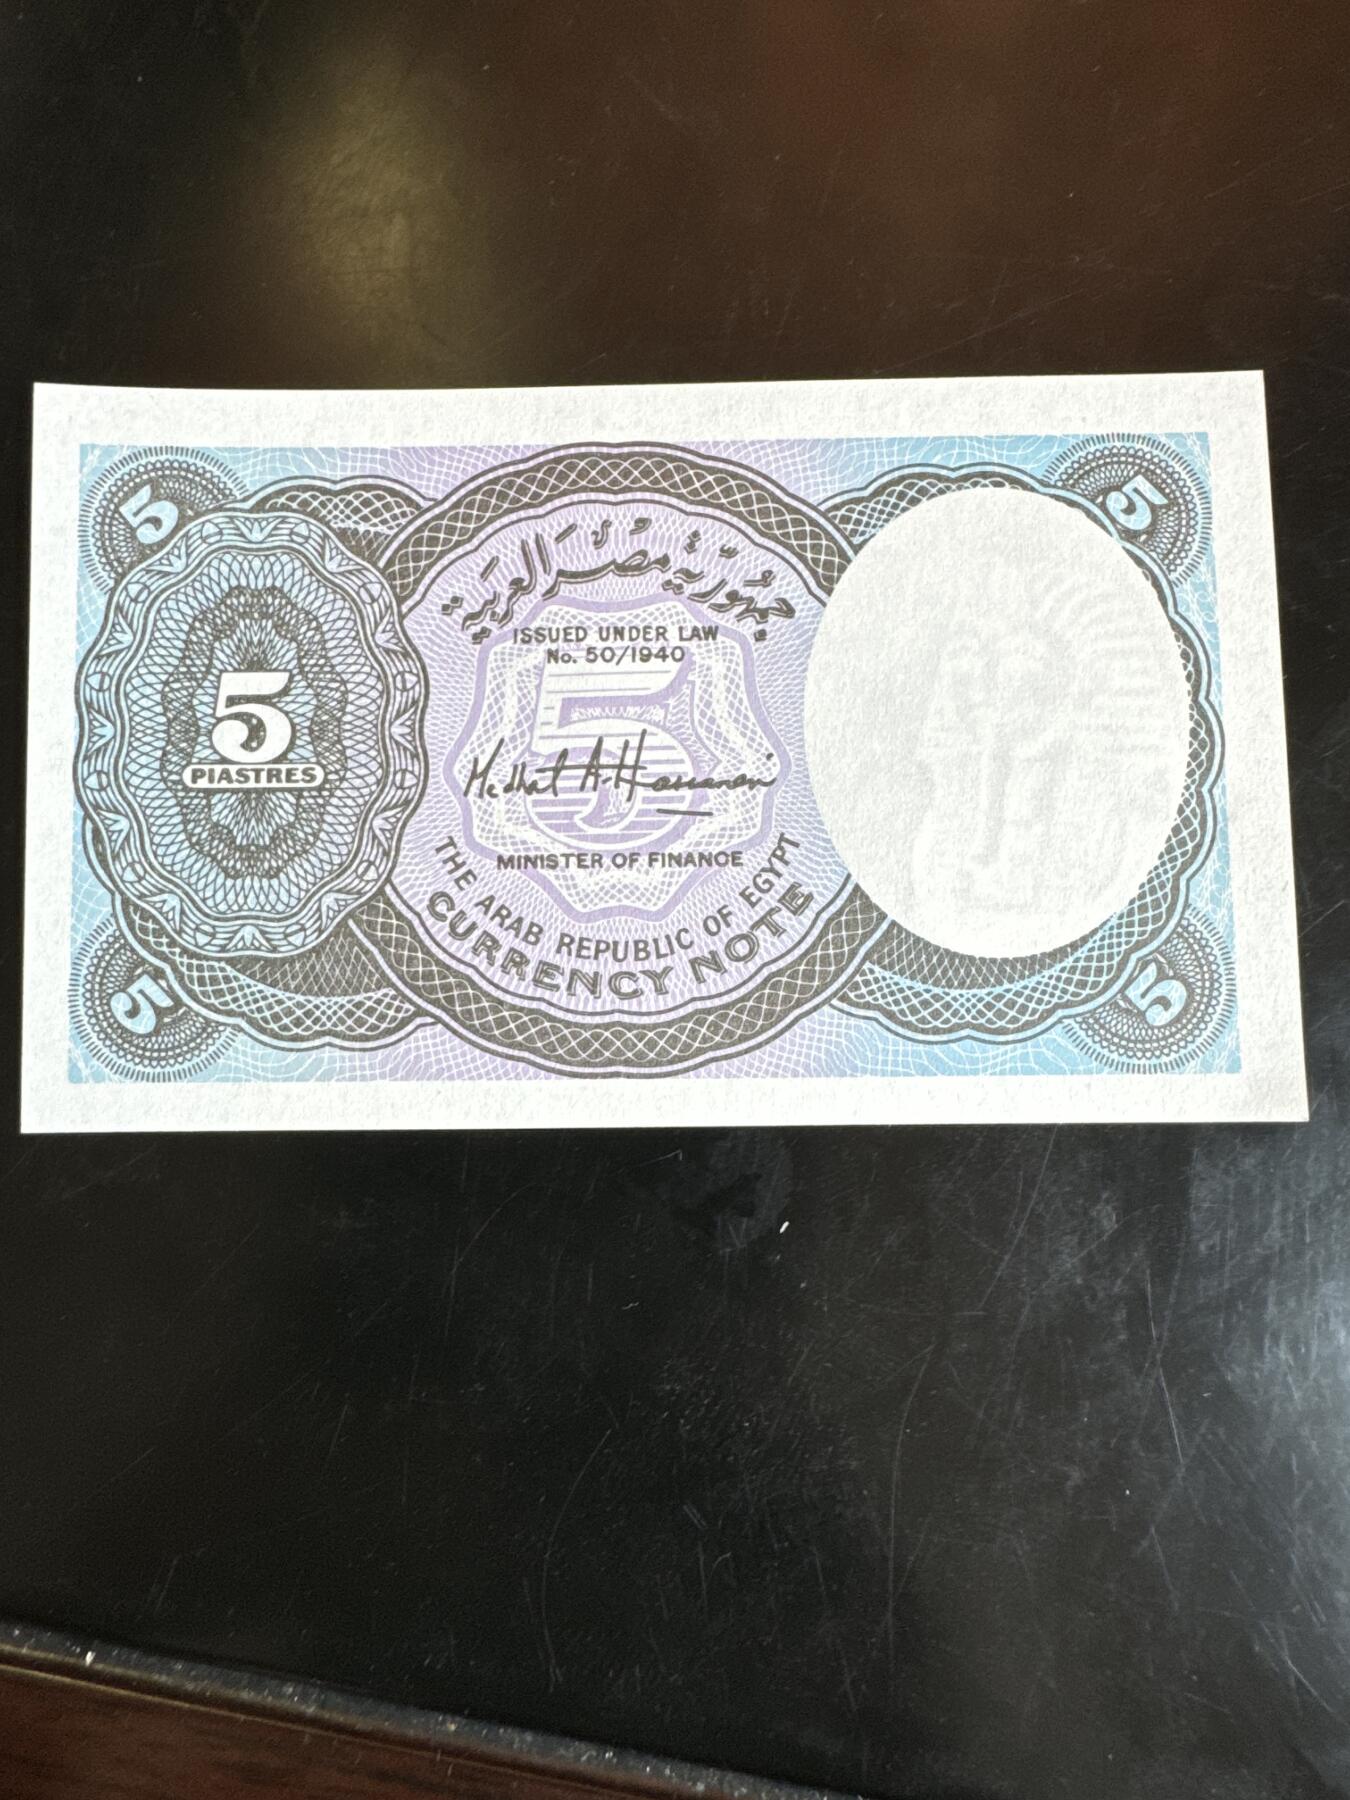 5
5
جمهورية مصر العربية
ISSUED UNDER LAW
No. 50/1940
5
5
PIASTRES
Medhat A. Hassanein
MINISTER OF FINANCE
THE ARAB REPUBLIC OF EGYPT
CURRENCY NOTE
5
5